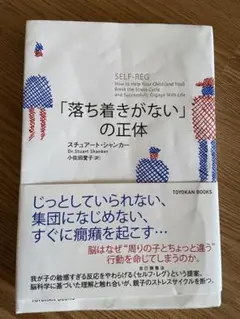 SELF-REG
How to Help Your Child (and You)
Break the Stress Cycle
and Successfully Engage With Life
「落ち着きがない」
の正体
スチュアート・シャンカー
Dr. Stuart Shanker
小佐田愛子〔訳〕
TOYOKAN BOOKS
TOYOKAN BOOKS
じっとしていられない、
集団になじめない、
すぐに癇癪を起こす…
脳はなぜ“周りの子とちょっと違う”
行動を命じてしまうのか。
我が子の敏感すぎる反応をやわらげる《セルフ・レグ》という提案。
脳科学に基づいた理解と触れ合いが、親子のストレスサイクルを断つ。
TOYOKAN BOOKS